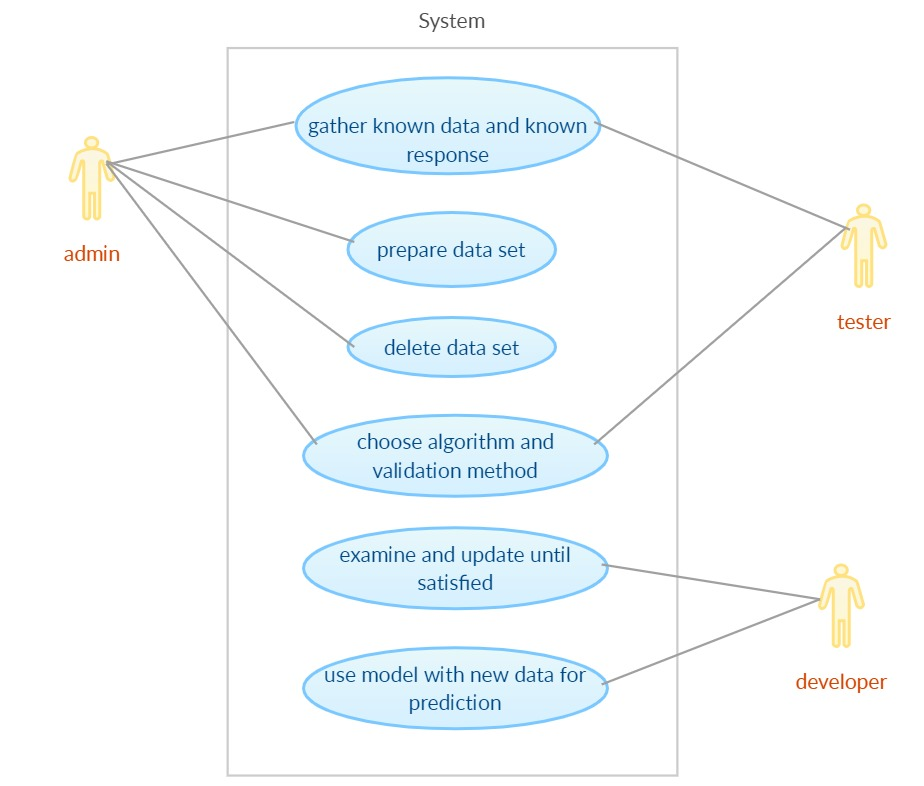 System
gather known data and known
response
admin
prepare data set
tester
delete data set
choose algorithm and
validation method
examine and update until
satisfied
use model with new data for
prediction
developer